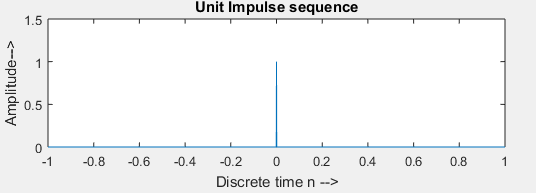 Unit Impulse sequence
Amplitude-->
1.5
1
0.5
0
-1 -0.8 -0.6 -0.4 -0.2 0 0.2 0.4 0.6 0.8 1
Discrete time n -->